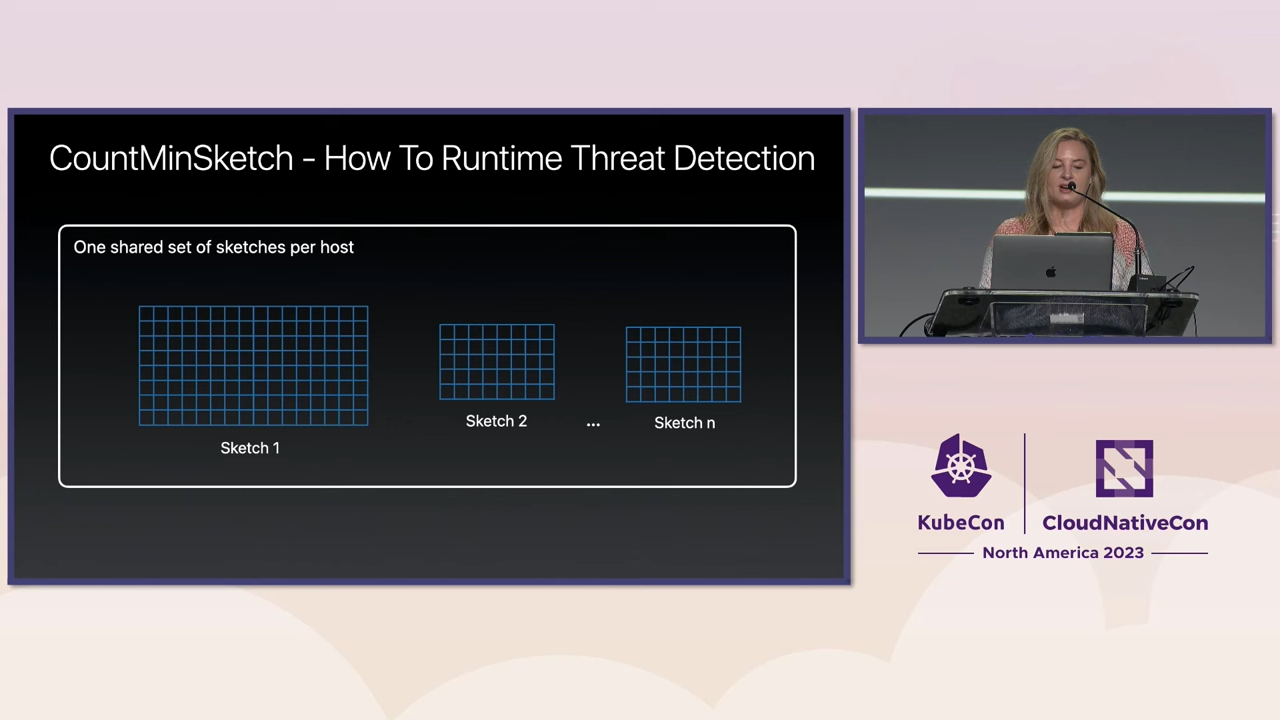 CountMinSketch - How To Runtime Threat Detection
One shared set of sketches per host
Sketch 1
Sketch 2
...
Sketch n
KubeCon
CloudNativeCon
North America 2023